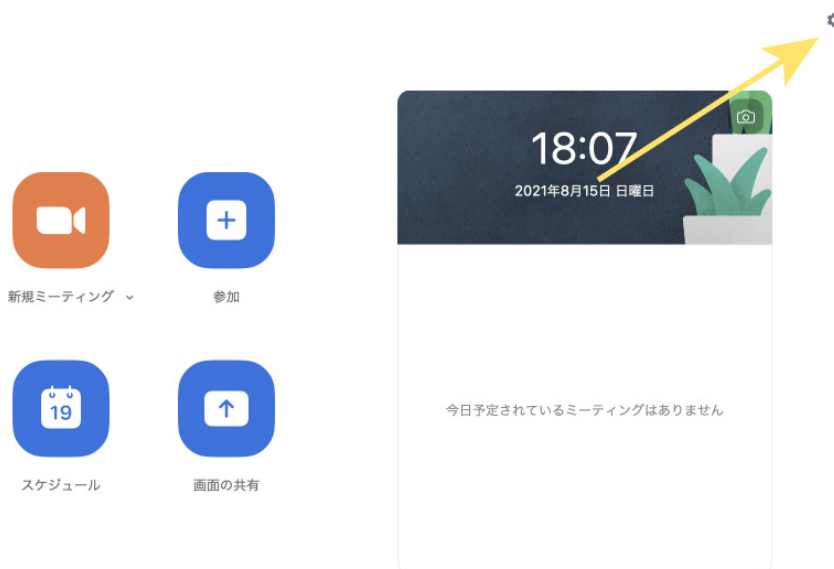 18:07
2021年8月15日 日曜日
新規ミーティング
参加
19
スケジュール
画面の共有
今日予定されているミーティングはありません